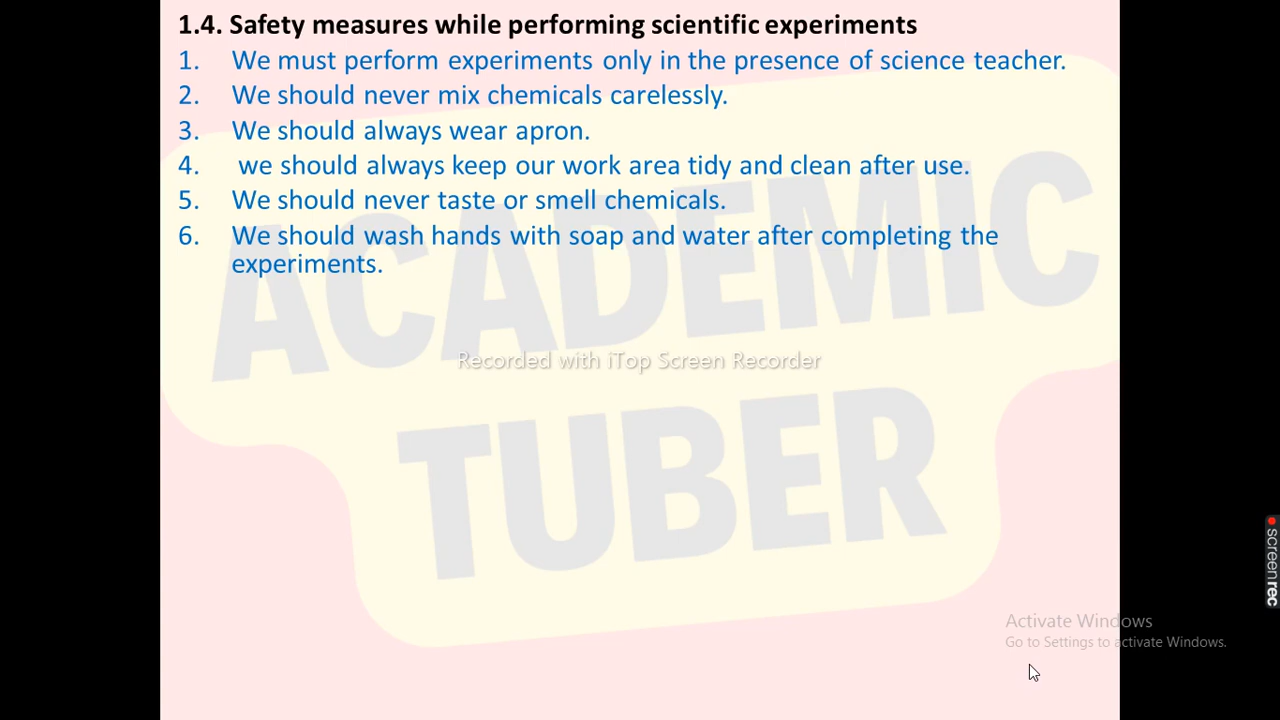 1.4. Safety measures while performing scientific experiments
1. We must perform experiments only in the presence of science teacher.
2. We should never mix chemicals carelessly.
3. We should always wear apron.
4. we should always keep our work area tidy and clean after use.
5. We should never taste or smell chemicals.
6. We should wash hands with soap and water after completing the
experiments.
ACADEMIC
Recorded with iTop Screen Recorder
TUBER
screenrec
Activate Windows
Go to Settings to activate Windows.